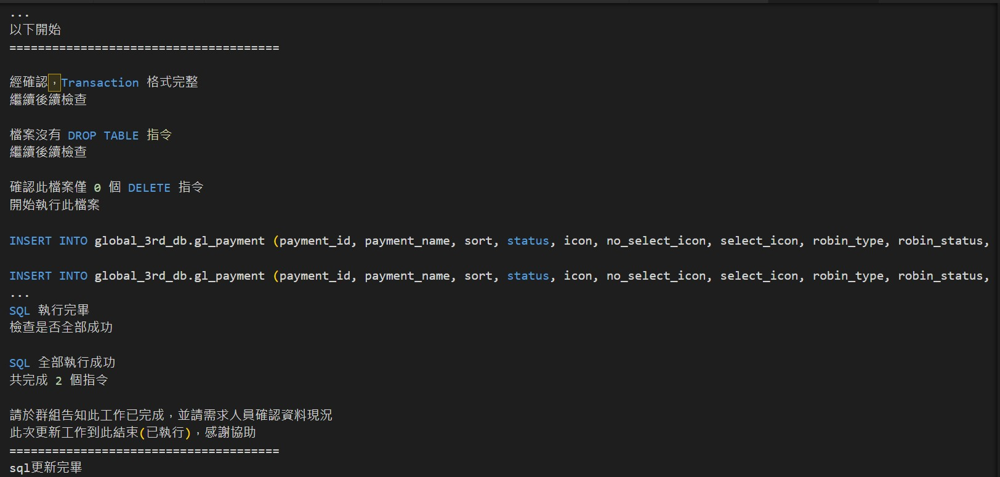 ...
以下開始
======================================
經確認，Transaction 格式完整
繼續後續檢查
檔案沒有 DROP TABLE 指令
繼續後續檢查
確認此檔案僅 0 個 DELETE 指令
開始執行此檔案
INSERT INTO global_3rd_db.gl_payment (payment_id, payment_name, sort, status, icon, no_select_icon, select_icon, robin_type, robin_status,
INSERT INTO global_3rd_db.gl_payment (payment_id, payment_name, sort, status, icon, no_select_icon, select_icon, robin_type, robin_status,
...
SQL 執行完畢
檢查是否全部成功
SQL 全部執行成功
共完成 2 個指令
請於群組告知此工作已完成，並請需求人員確認資料現況
此次更新工作到此結束(已執行)，感謝協助
======================================
sql更新完畢